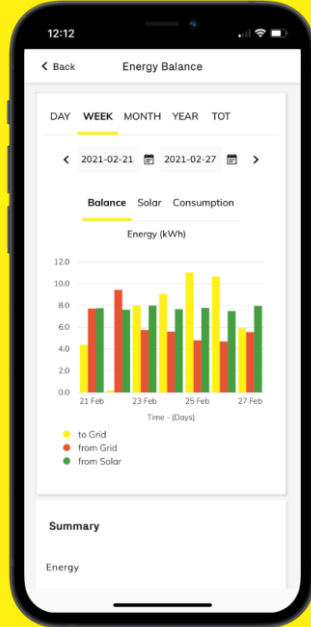 12:12
Back Energy Balance
DAY WEEK MONTH YEAR TOT
2021-02-21 2021-02-27
Balance Solar Consumption
Energy (kWh)
12.0
10.0
8.0
6.0
4.0
2.0
0.0
21 Feb 23 Feb 25 Feb 27 Feb
Time - (Days)
to Grid
from Grid
from Solar
Summary
Energy